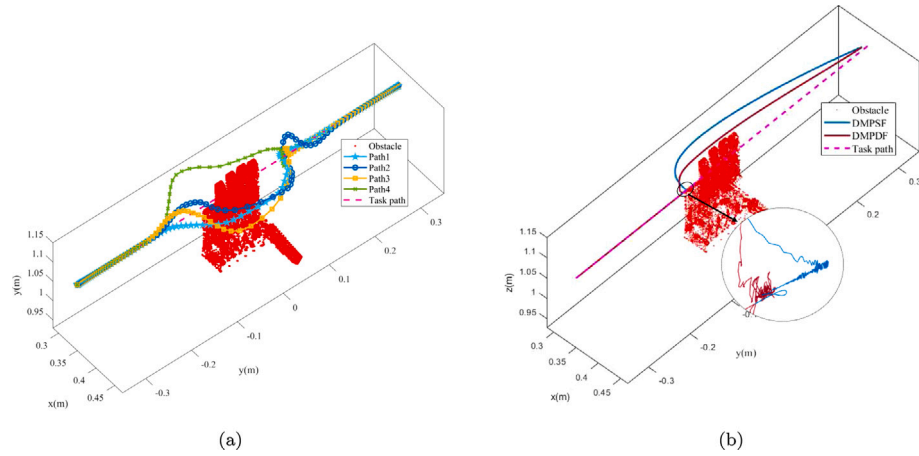 Obstacle
Path1
Path2
Path3
Path4
Task path
1.15
1.1
1.05
1
0.95
y(m)
0.3
0.35
0.4
0.45
x(m)
-0.3
-0.2
-0.1
0
0.1
0.2
0.3
y(m)
(a)
Obstacle
DMPSF
DMPDF
Task path
1.15
1.1
1.05
1
0.95
z(m)
0.3
0.35
0.4
0.45
x(m)
-0.3
-0.2
0.2
0.3
y(m)
(b)